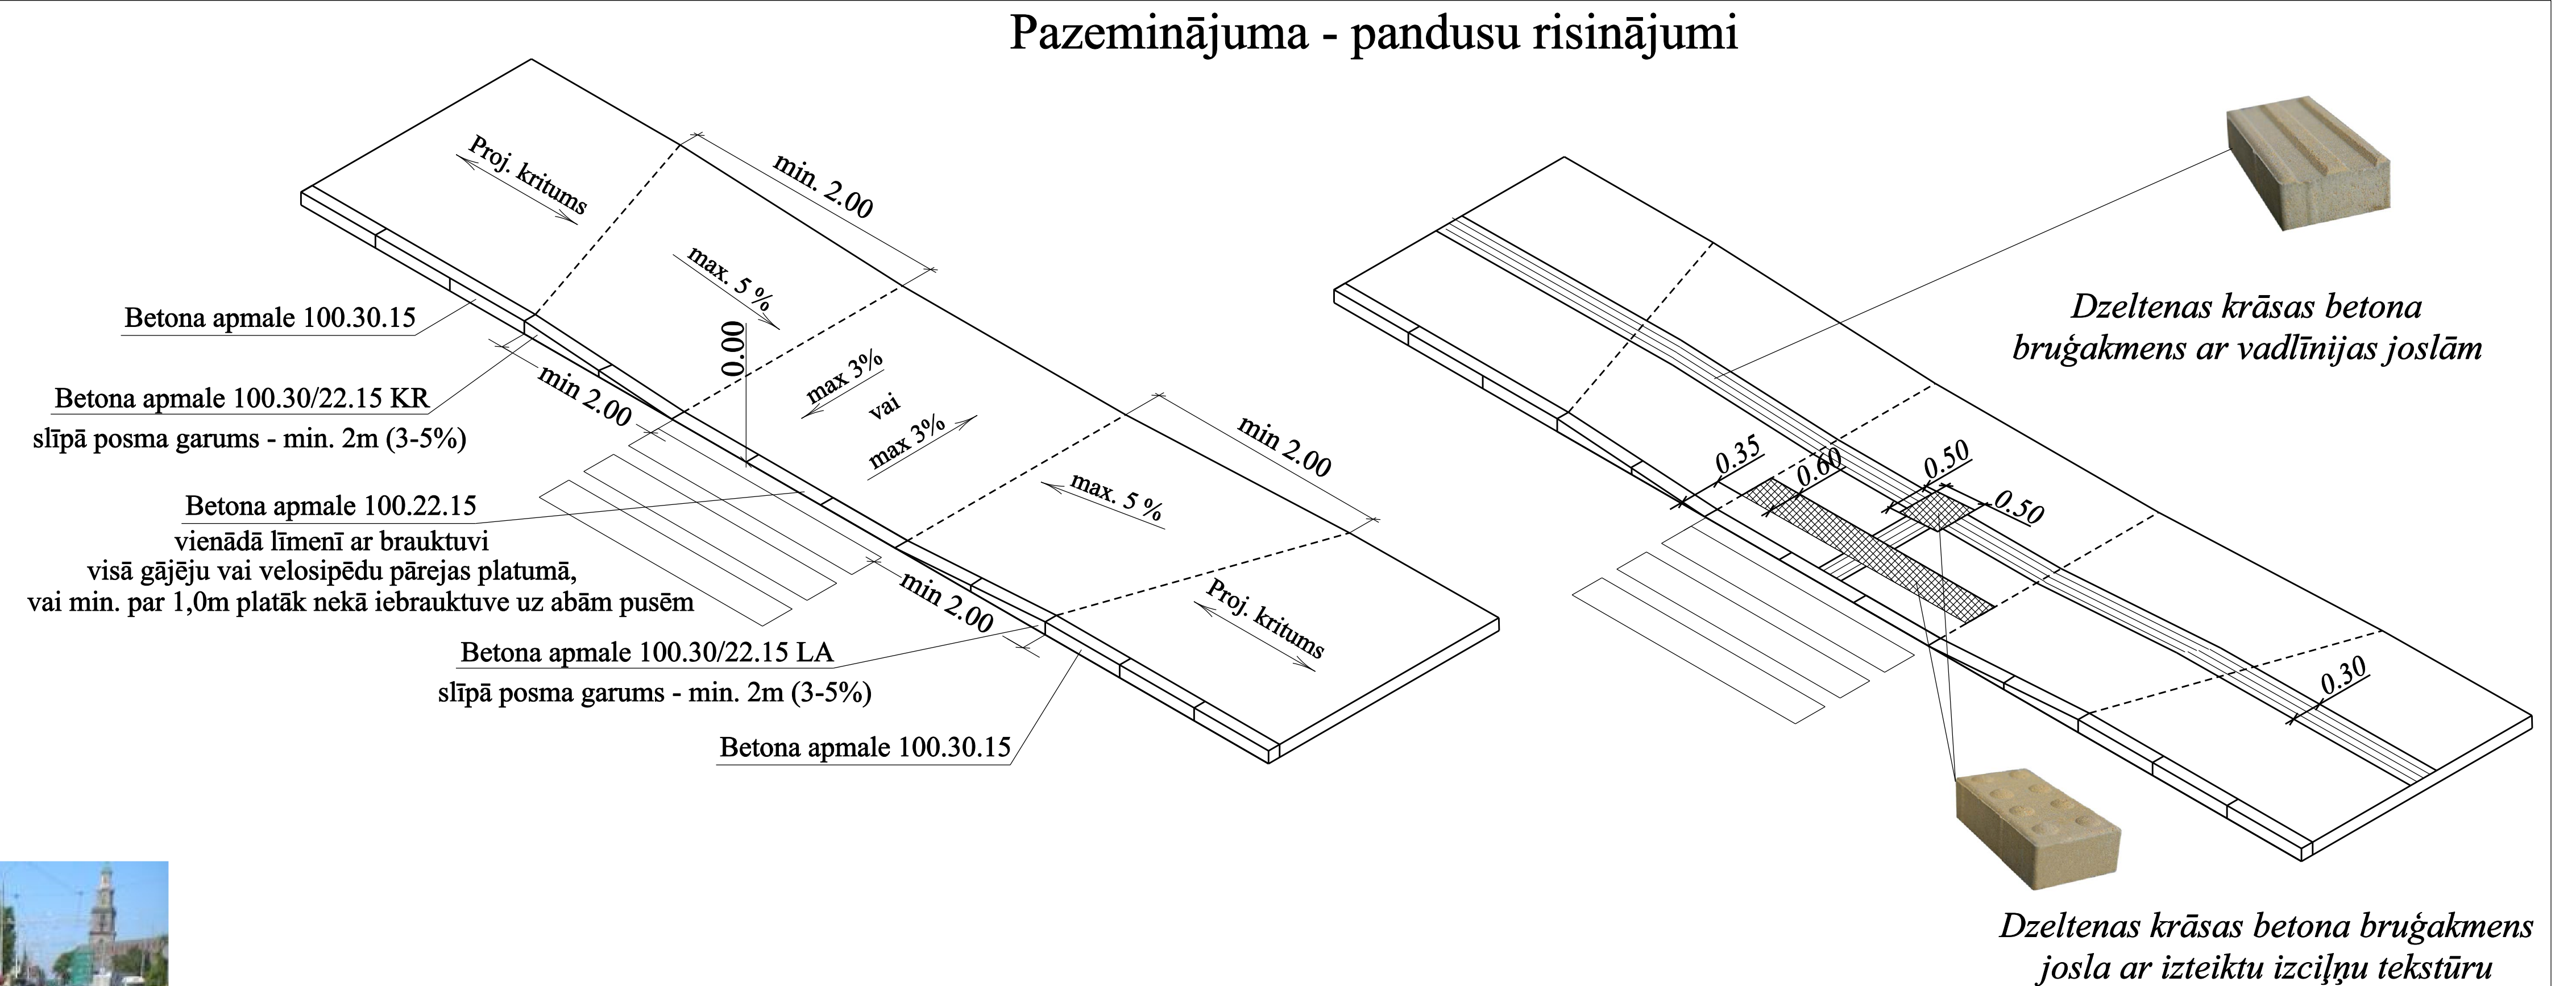 Pazeminājuma - pandusu risinājumi
Proj. kritums
min. 2.00
max. 5 %
0.00
max 3%
vai
max 3%
min 2.00
max. 5 %
Proj. kritums
Betona apmale 100.30.15
Betona apmale 100.30/22.15 KR
slīpā posma garums - min. 2m (3-5%)
min 2.00
Betona apmale 100.22.15
vienādā līmenī ar brauktuvi
visā gājēju vai velosipēdu pārejas platumā,
vai min. par 1,0m platāk nekā iebrauktuve uz abām pusēm
min 2.00
Betona apmale 100.30/22.15 LA
slīpā posma garums - min. 2m (3-5%)
Betona apmale 100.30.15
Dzeltenas krāsas betona
bruģakmens ar vadlīnijas joslām
0.35
0.60
0.50
0.50
0.30
Dzeltenas krāsas betona bruģakmens
josla ar izteiktu izciļņu tekstūru